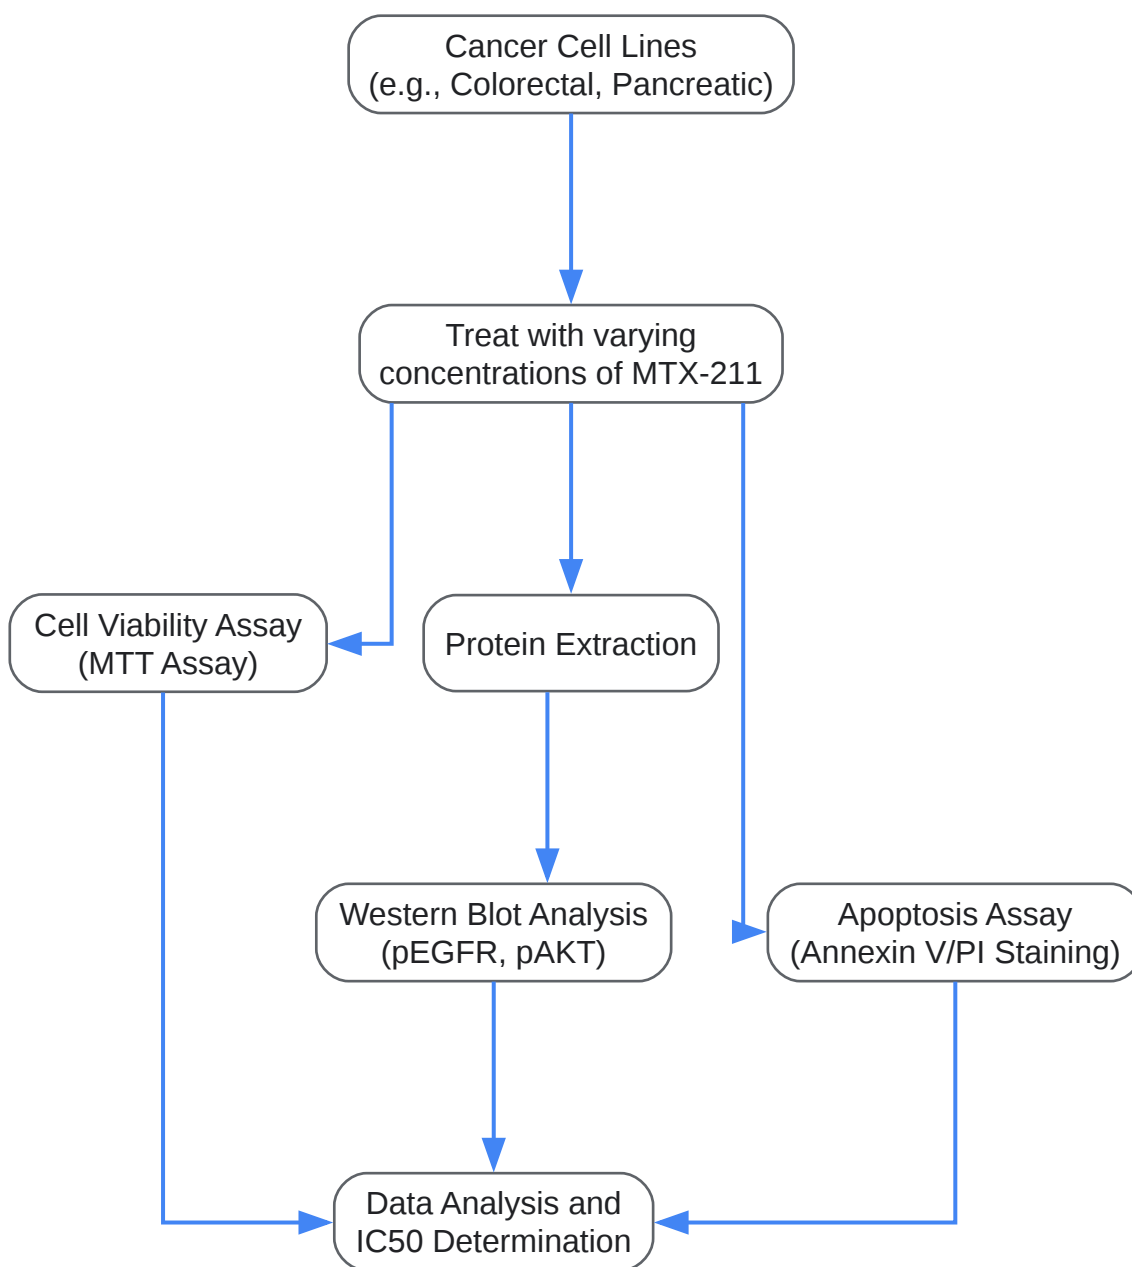 Cancer Cell Lines
(e.g., Colorectal, Pancreatic)
Treat with varying
concentrations of MTX-211
Cell Viability Assay
(MTT Assay)
Protein Extraction
Western Blot Analysis
(pEGFR, pAKT)
Apoptosis Assay
(Annexin V/PI Staining)
Data Analysis and
IC50 Determination